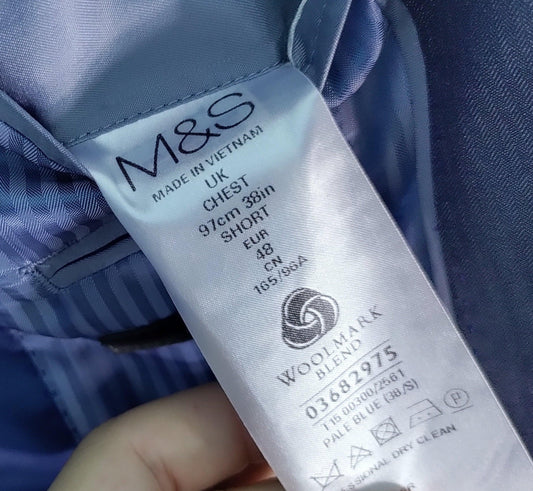 M&S
MADE IN VIETNAM
UK
CHEST
97cm 38in
SHORT
EUR
48
CN
165/96A
WOOLMARK
BLEND
03682975
T15 00300/2561
PALE BLUE (38/S)
DRY CLEAN